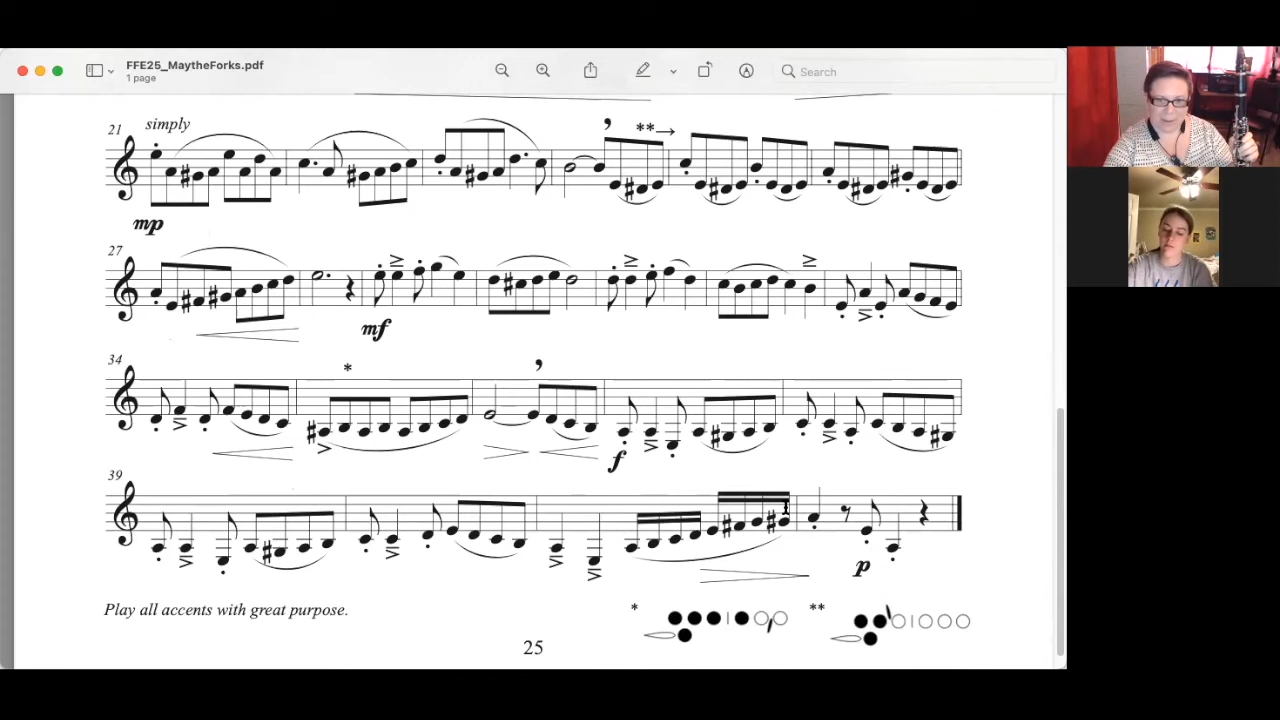 FFE25_MaytheForks.pdf
1 page
Search
21 simply
** →
mp
27
mf
34
*
f
39
p
Play all accents with great purpose.
* **
25